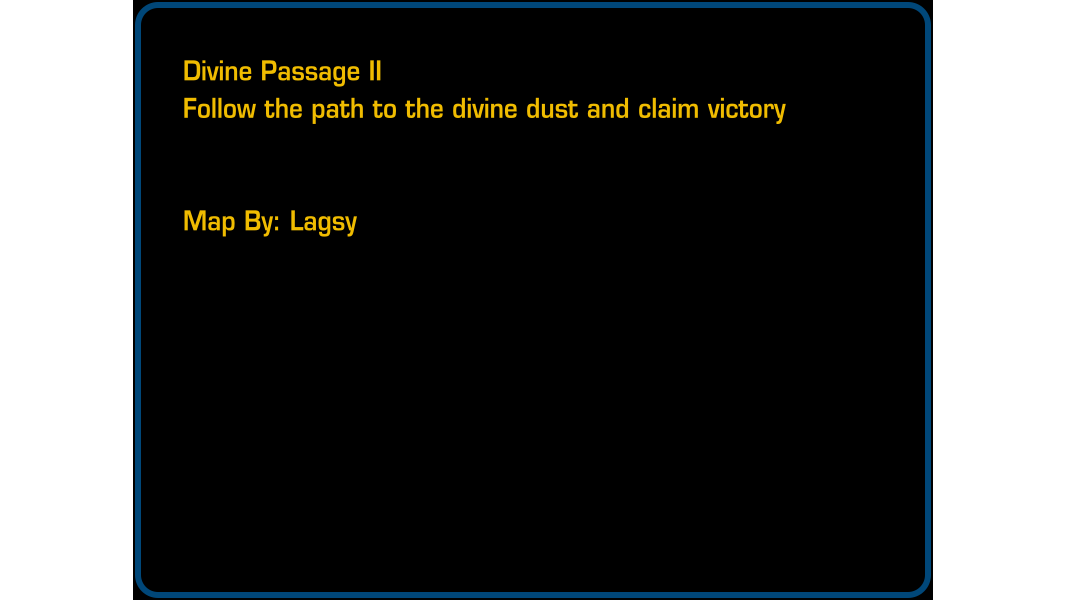 Divine Passage II
Follow the path to the divine dust and claim victory
Map By: Lagsy